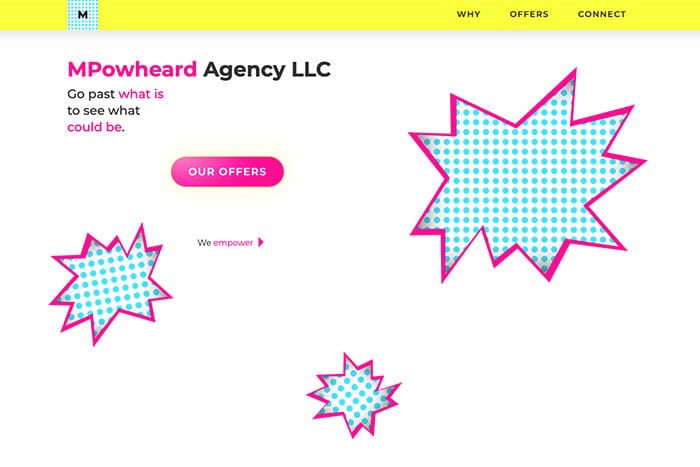 M
WHY OFFERS CONNECT
MPowheard Agency LLC
Go past what is
to see what
could be.
OUR OFFERS
We empower